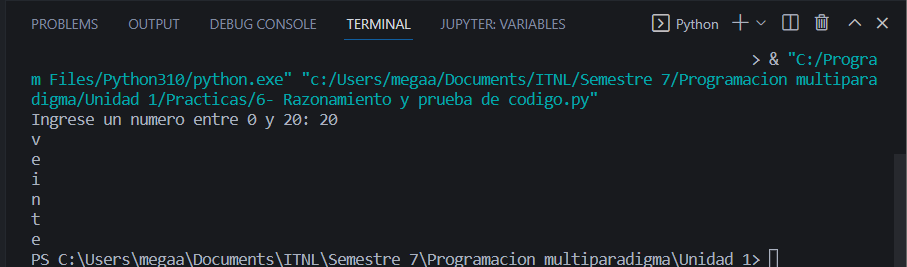 PROBLEMS OUTPUT DEBUG CONSOLE TERMINAL JUPYTER: VARIABLES Python
> & "C:/Progra
m Files/Python310/python.exe" "c:/Users/megaa/Documents/ITNL/Semestre 7/Programacion multipara
digma/Unidad 1/Practicas/6- Razonamiento y prueba de codigo.py"
Ingrese un numero entre 0 y 20: 20
v
e
i
n
t
e
PS C:\Users\megaa\Documents\ITNL\Semestre 7\Programacion multiparadigma\Unidad 1>